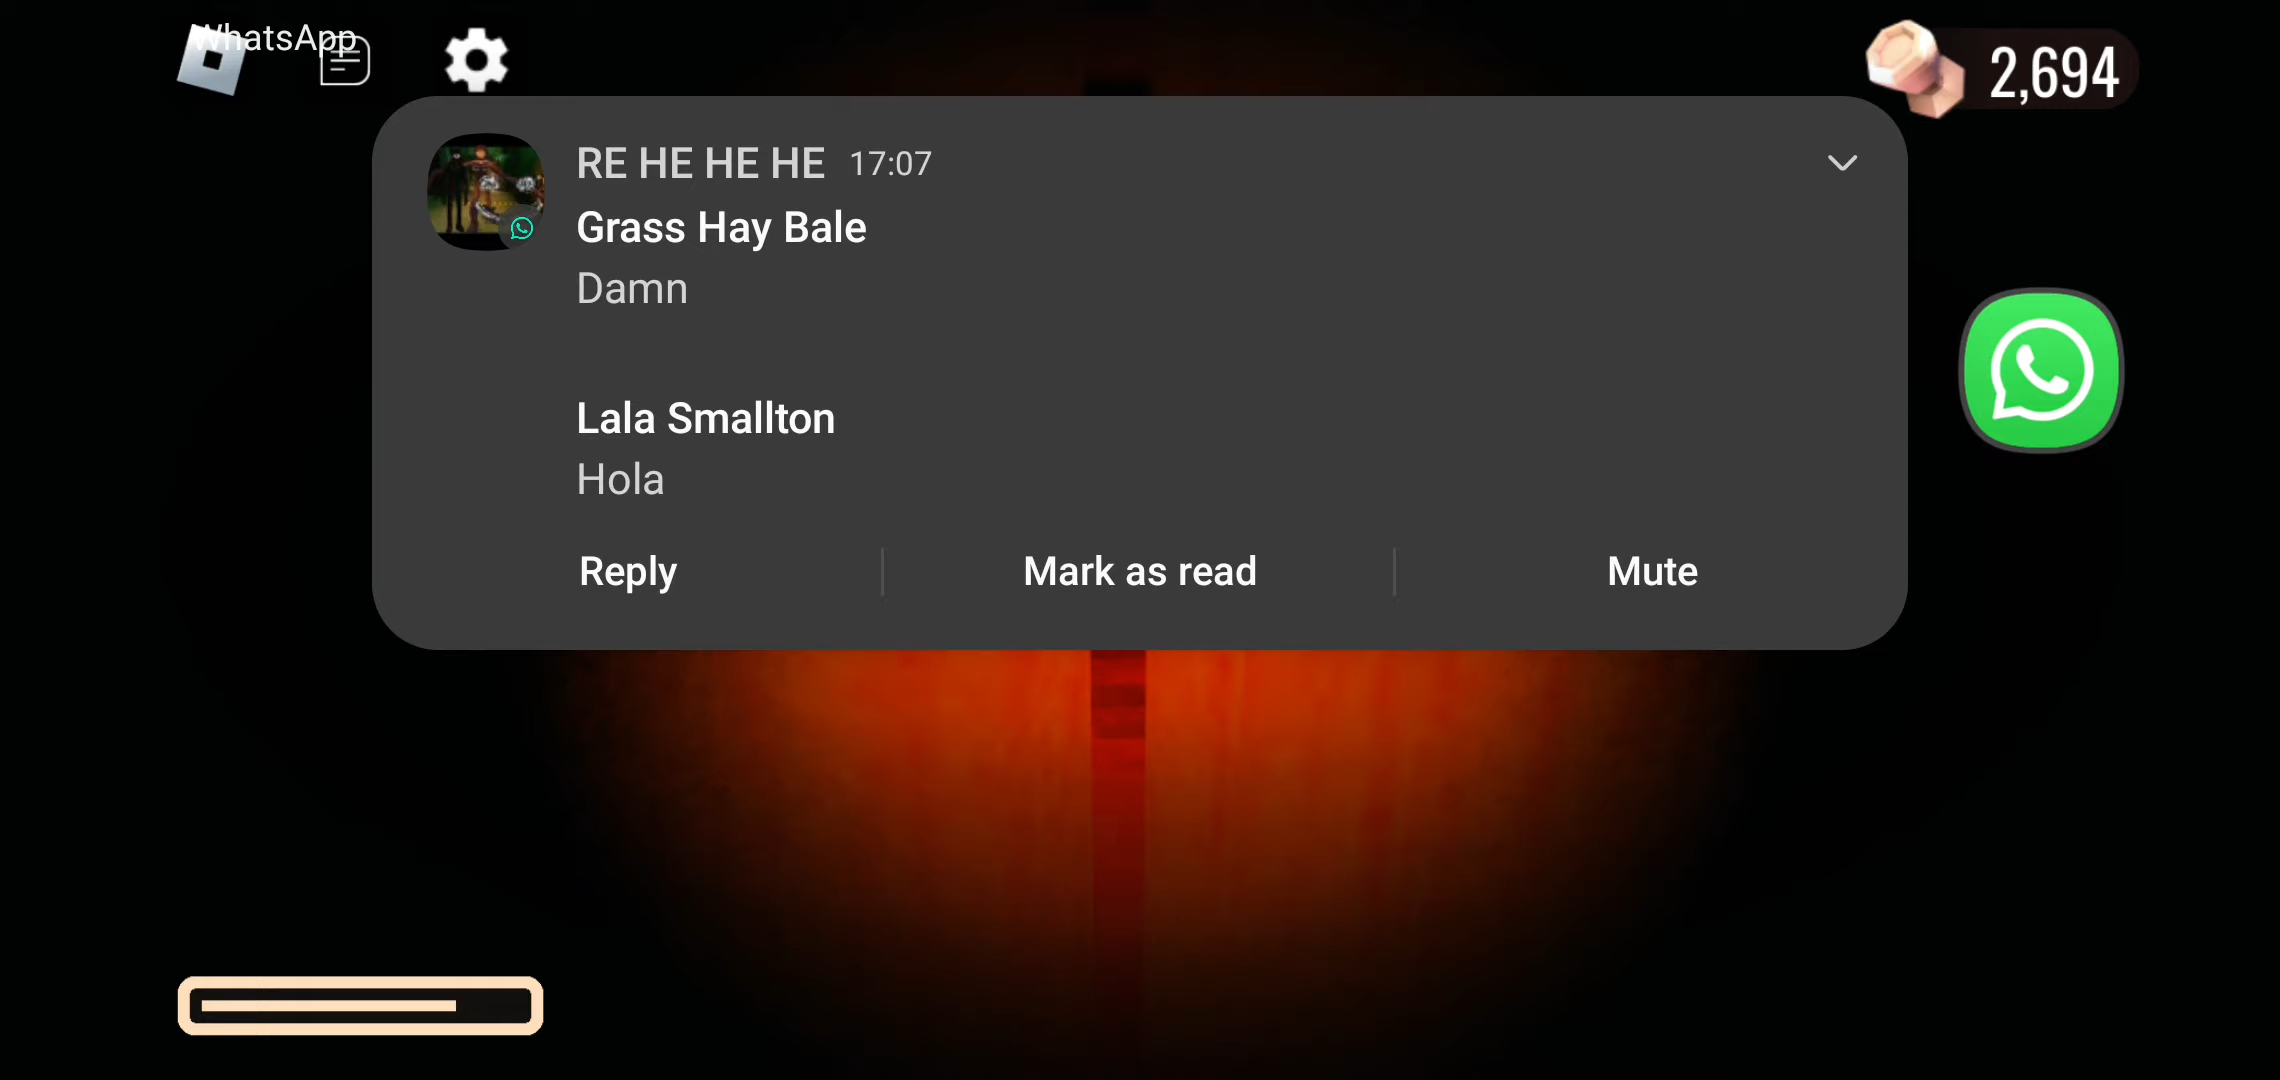 WhatsApp
2,694
RE HE HE HE 17:07
Grass Hay Bale
Damn
Lala Smallton
Hola
Reply Mark as read Mute